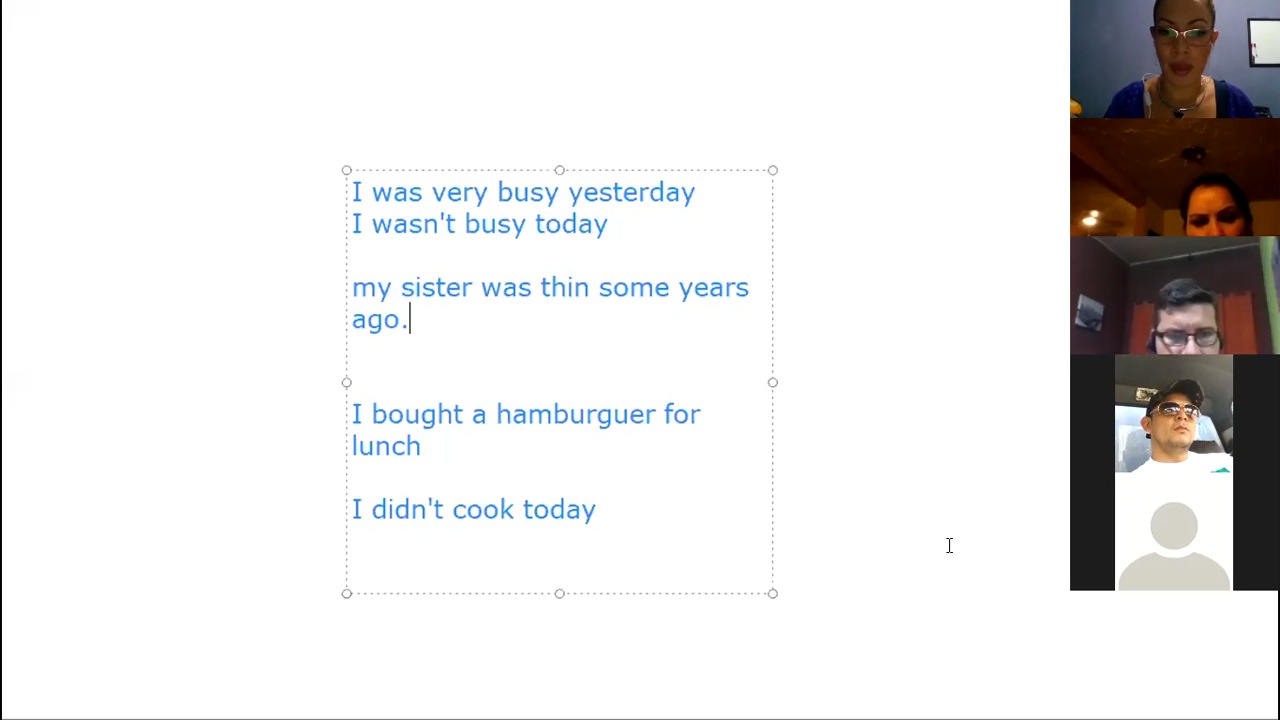 I was very busy yesterday
I wasn't busy today
my sister was thin some years
ago.
I bought a hamburguer for
lunch
I didn't cook today